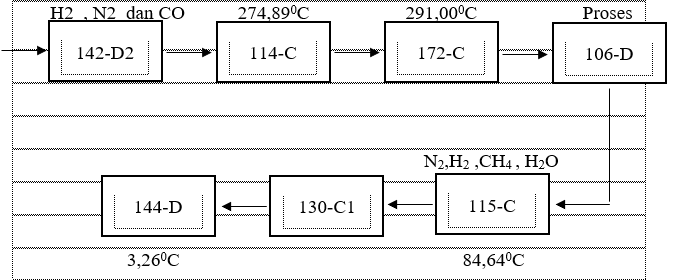 H2 , N2 dan CO 274,89⁰C 291,00⁰C Proses
142-D2 114-C 172-C 106-D
N₂,H₂ ,CH₄ , H₂O
144-D 130-C1 115-C
3,26⁰C 84,64⁰C